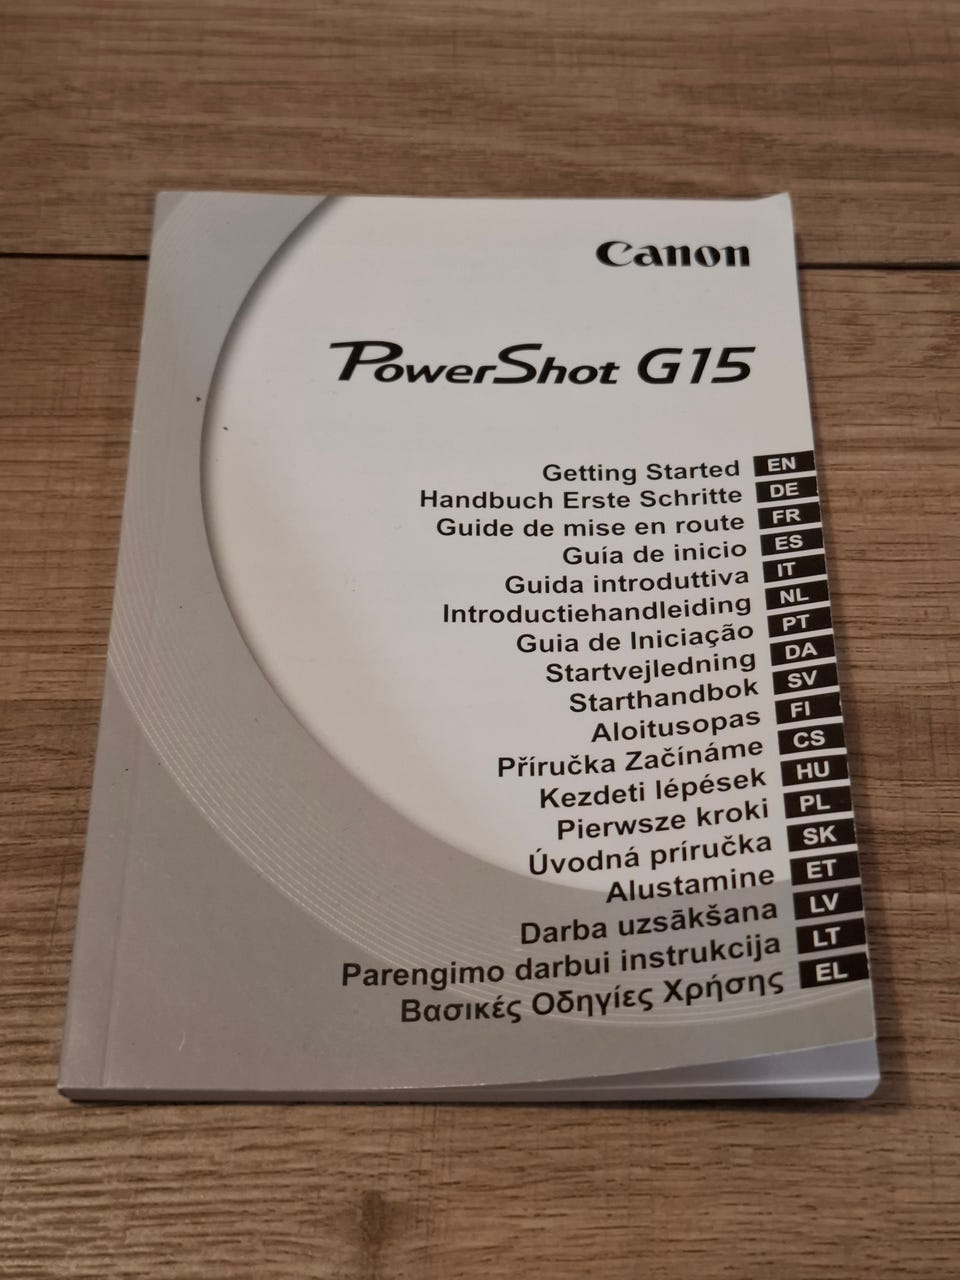 Canon
PowerShot G15
Getting Started EN
Handbuch Erste Schritte DE
Guide de mise en route FR
Guía de inicio ES
Guida introduttiva IT
Introductiehandleiding NL
Guia de Iniciação PT
Startvejledning DA
Starthandbok SV
Aloitusopas FI
Příručka Začínáme CS
Kezdeti lépések HU
Pierwsze kroki PL
Úvodná príručka SK
Alustamine ET
Darba uzsākšana LV
Parengimo darbui instrukcija LT
Βασικές Οδηγίες Χρήσης EL